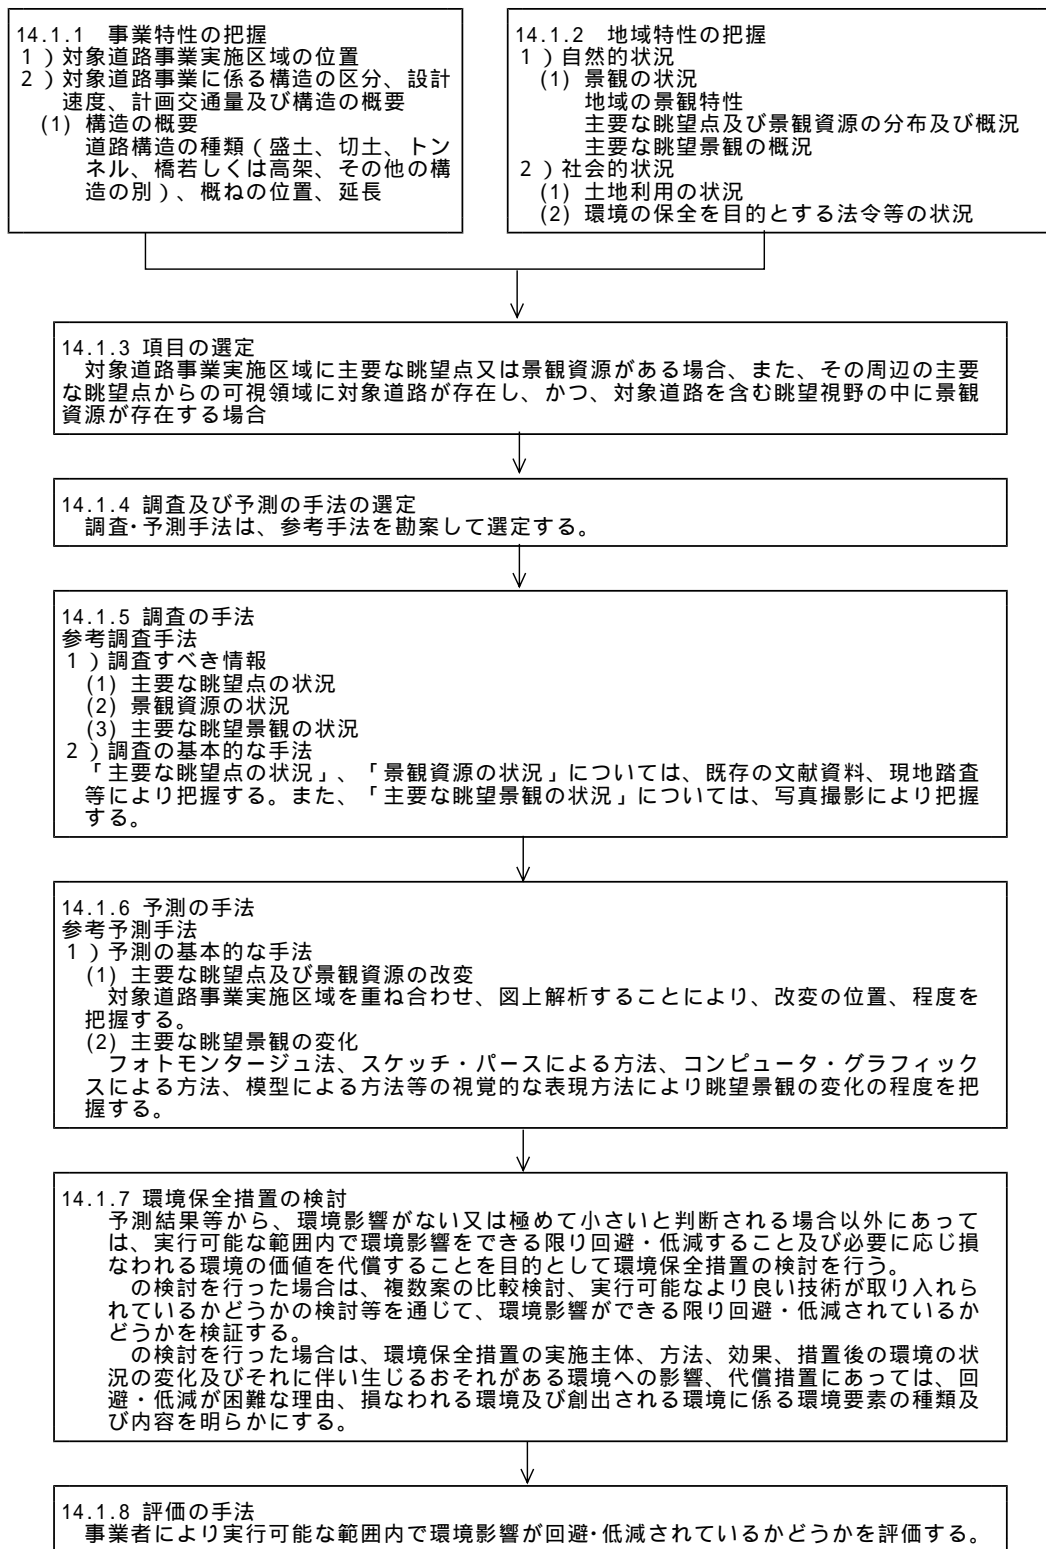 14.1.1 事業特性の把握
1）対象道路事業実施区域の位置
2）対象道路事業に係る構造の区分、設計
速度、計画交通量及び構造の概要
(1) 構造の概要
道路構造の種類（盛土、切土、トン
ネル、橋若しくは高架、その他の構
造の別）、概ねの位置、延長
14.1.2 地域特性の把握
1）自然的状況
(1) 景観の状況
地域の景観特性
主要な眺望点及び景観資源の分布及び概況
主要な眺望景観の概況
2）社会的状況
(1) 土地利用の状況
(2) 環境の保全を目的とする法令等の状況
14.1.3 項目の選定
対象道路事業実施区域に主要な眺望点又は景観資源がある場合、また、その周辺の主要
な眺望点からの可視領域に対象道路が存在し、かつ、対象道路を含む眺望視野の中に景観
資源が存在する場合
14.1.4 調査及び予測の手法の選定
調査・予測手法は、参考手法を勘案して選定する。
14.1.5 調査の手法
参考調査手法
1）調査すべき情報
(1) 主要な眺望点の状況
(2) 景観資源の状況
(3) 主要な眺望景観の状況
2）調査の基本的な手法
「主要な眺望点の状況」、「景観資源の状況」については、既存の文献資料、現地踏査
等により把握する。また、「主要な眺望景観の状況」については、写真撮影により把握
する。
14.1.6 予測の手法
参考予測手法
1）予測の基本的な手法
(1) 主要な眺望点及び景観資源の改変
対象道路事業実施区域を重ね合わせ、図上解析することにより、改変の位置、程度を
把握する。
(2) 主要な眺望景観の変化
フォトモンタージュ法、スケッチ・パースによる方法、コンピュータ・グラフィック
スによる方法、模型による方法等の視覚的な表現方法により眺望景観の変化の程度を把
握する。
14.1.7 環境保全措置の検討
予測結果等から、環境影響がない又は極めて小さいと判断される場合以外にあって
は、実行可能な範囲内で環境影響をできる限り回避・低減すること及び必要に応じ損
なわれる環境の価値を代償することを目的として環境保全措置の検討を行う。
の検討を行った場合は、複数案の比較検討、実行可能なより良い技術が取り入れら
れているかどうかの検討等を通じて、環境影響ができる限り回避・低減されているか
どうかを検証する。
の検討を行った場合は、環境保全措置の実施主体、方法、効果、措置後の環境の状
況の変化及びそれに伴い生じるおそれがある環境への影響、代償措置にあっては、回
避・低減が困難な理由、損なわれる環境及び創出される環境に係る環境要素の種類及
び内容を明らかにする。
14.1.8 評価の手法
事業者により実行可能な範囲内で環境影響が回避・低減されているかどうかを評価する。